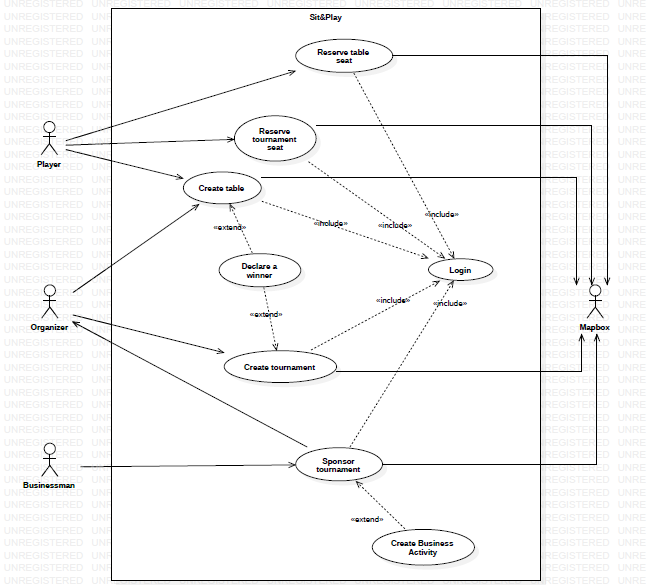 Sit&Play
Reserve table
seat
Reserve
tournament
seat
Player
Create table
«extend»
«include»
«include»
«include»
Declare a
winner
Login
«include»
«include»
«extend»
Organizer
Mapbox
Create tournament
Sponsor
tournament
Businessman
«extend»
Create Business
Activity
UNREGISTERED